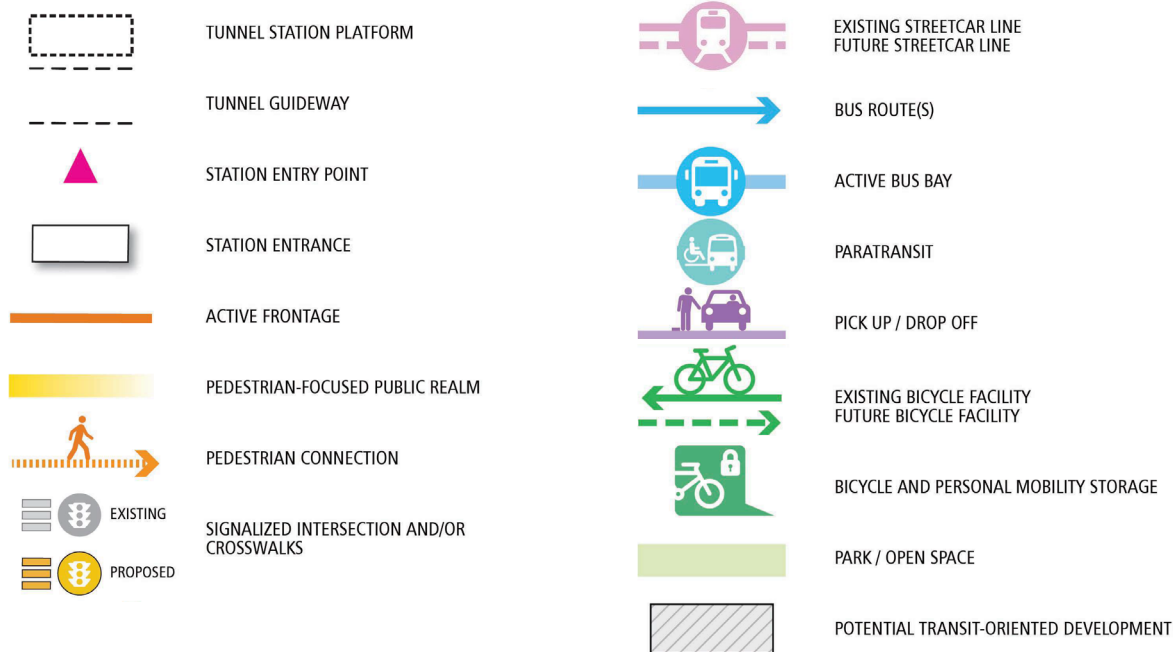 TUNNEL STATION PLATFORM
TUNNEL GUIDEWAY
STATION ENTRY POINT
STATION ENTRANCE
ACTIVE FRONTAGE
PEDESTRIAN-FOCUSED PUBLIC REALM
PEDESTRIAN CONNECTION
EXISTING
SIGNALIZED INTERSECTION AND/OR
CROSSWALKS
PROPOSED
EXISTING STREETCAR LINE
FUTURE STREETCAR LINE
BUS ROUTE(S)
ACTIVE BUS BAY
PARATRANSIT
PICK UP / DROP OFF
EXISTING BICYCLE FACILITY
FUTURE BICYCLE FACILITY
BICYCLE AND PERSONAL MOBILITY STORAGE
PARK / OPEN SPACE
POTENTIAL TRANSIT-ORIENTED DEVELOPMENT